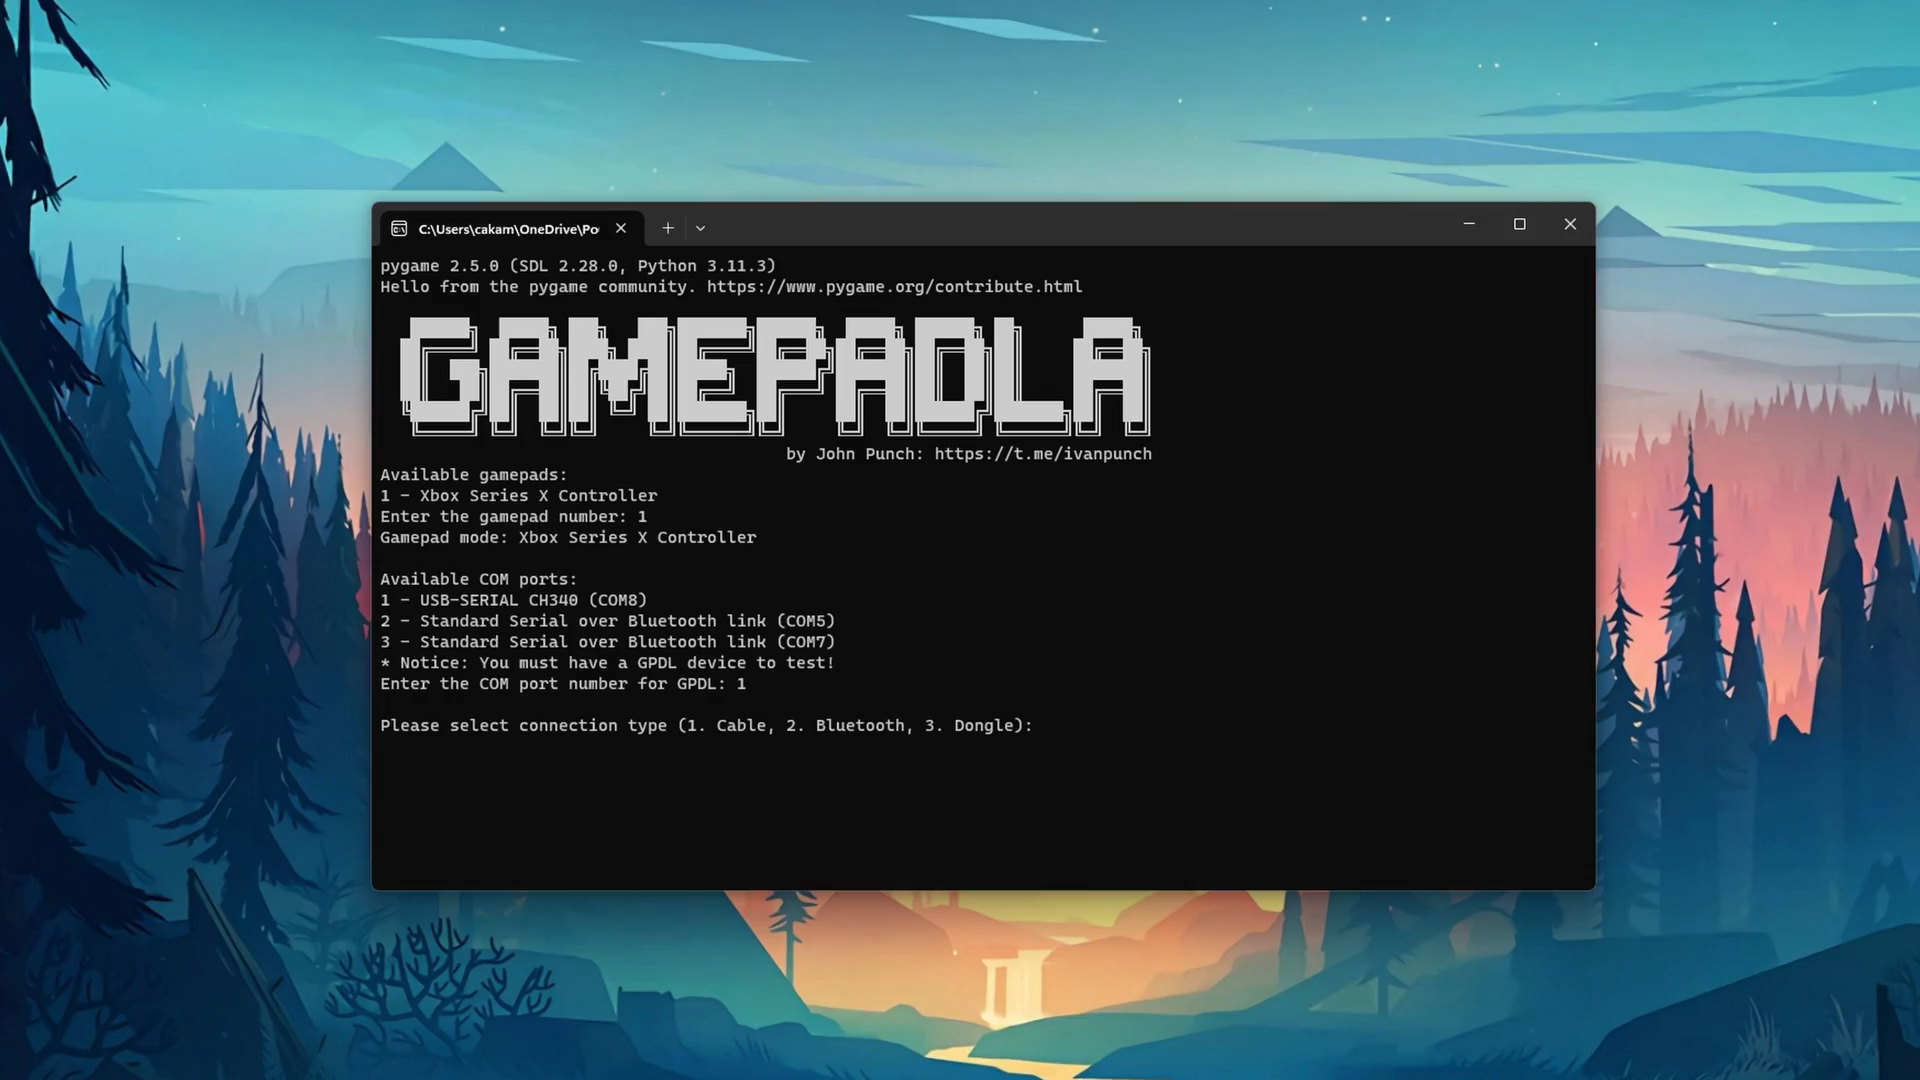 C:\Users\cakam\OneDrive\Po
pygame 2.5.0 (SDL 2.28.0, Python 3.11.3)
Hello from the pygame community. https://www.pygame.org/contribute.html
GAMEPADLA
by John Punch: https://t.me/ivanpunch
Available gamepads:
1 - Xbox Series X Controller
Enter the gamepad number: 1
Gamepad mode: Xbox Series X Controller
Available COM ports:
1 - USB-SERIAL CH340 (COM8)
2 - Standard Serial over Bluetooth link (COM5)
3 - Standard Serial over Bluetooth link (COM7)
* Notice: You must have a GPDL device to test!
Enter the COM port number for GPDL: 1
Please select connection type (1. Cable, 2. Bluetooth, 3. Dongle):